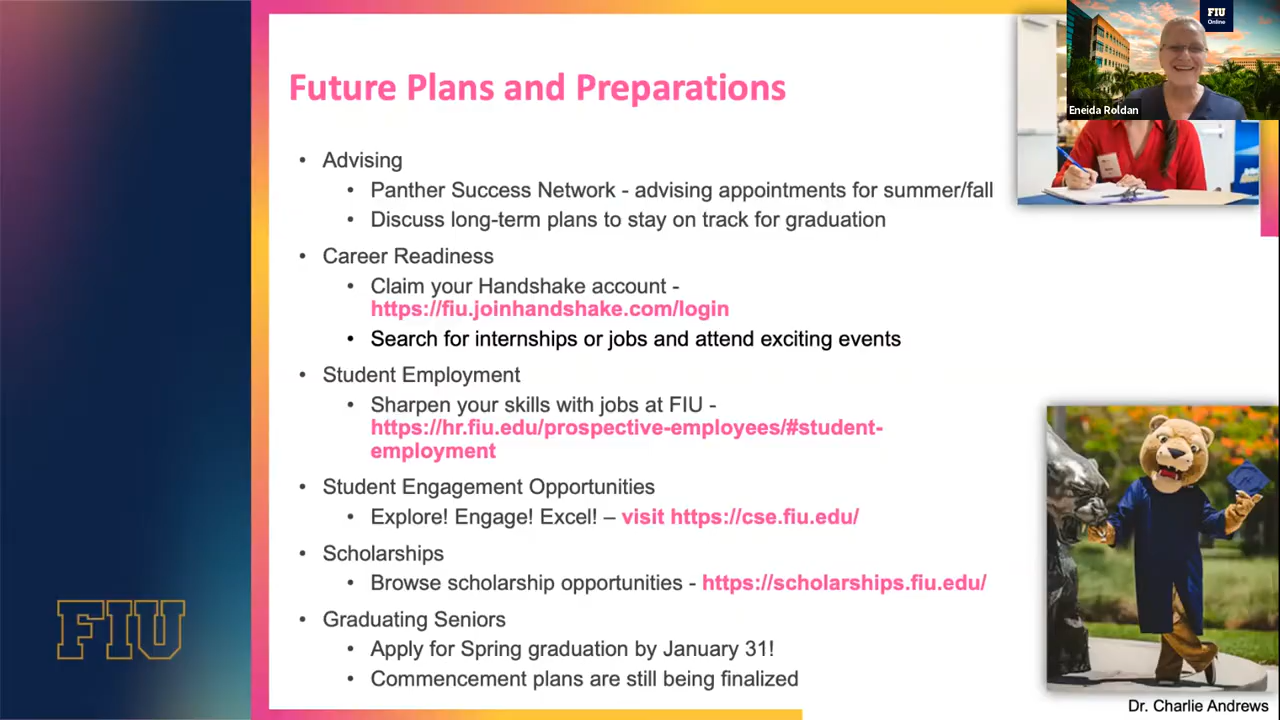 FIU
Online
Eneida Roldan
Future Plans and Preparations
• Advising
• Panther Success Network - advising appointments for summer/fall
• Discuss long-term plans to stay on track for graduation
• Career Readiness
• Claim your Handshake account -
https://fiu.joinhandshake.com/login
• Search for internships or jobs and attend exciting events
• Student Employment
• Sharpen your skills with jobs at FIU -
https://hr.fiu.edu/prospective-employees/#student-
employment
• Student Engagement Opportunities
• Explore! Engage! Excel! – visit https://cse.fiu.edu/
• Scholarships
• Browse scholarship opportunities - https://scholarships.fiu.edu/
• Graduating Seniors
• Apply for Spring graduation by January 31!
• Commencement plans are still being finalized
FIU
Dr. Charlie Andrews